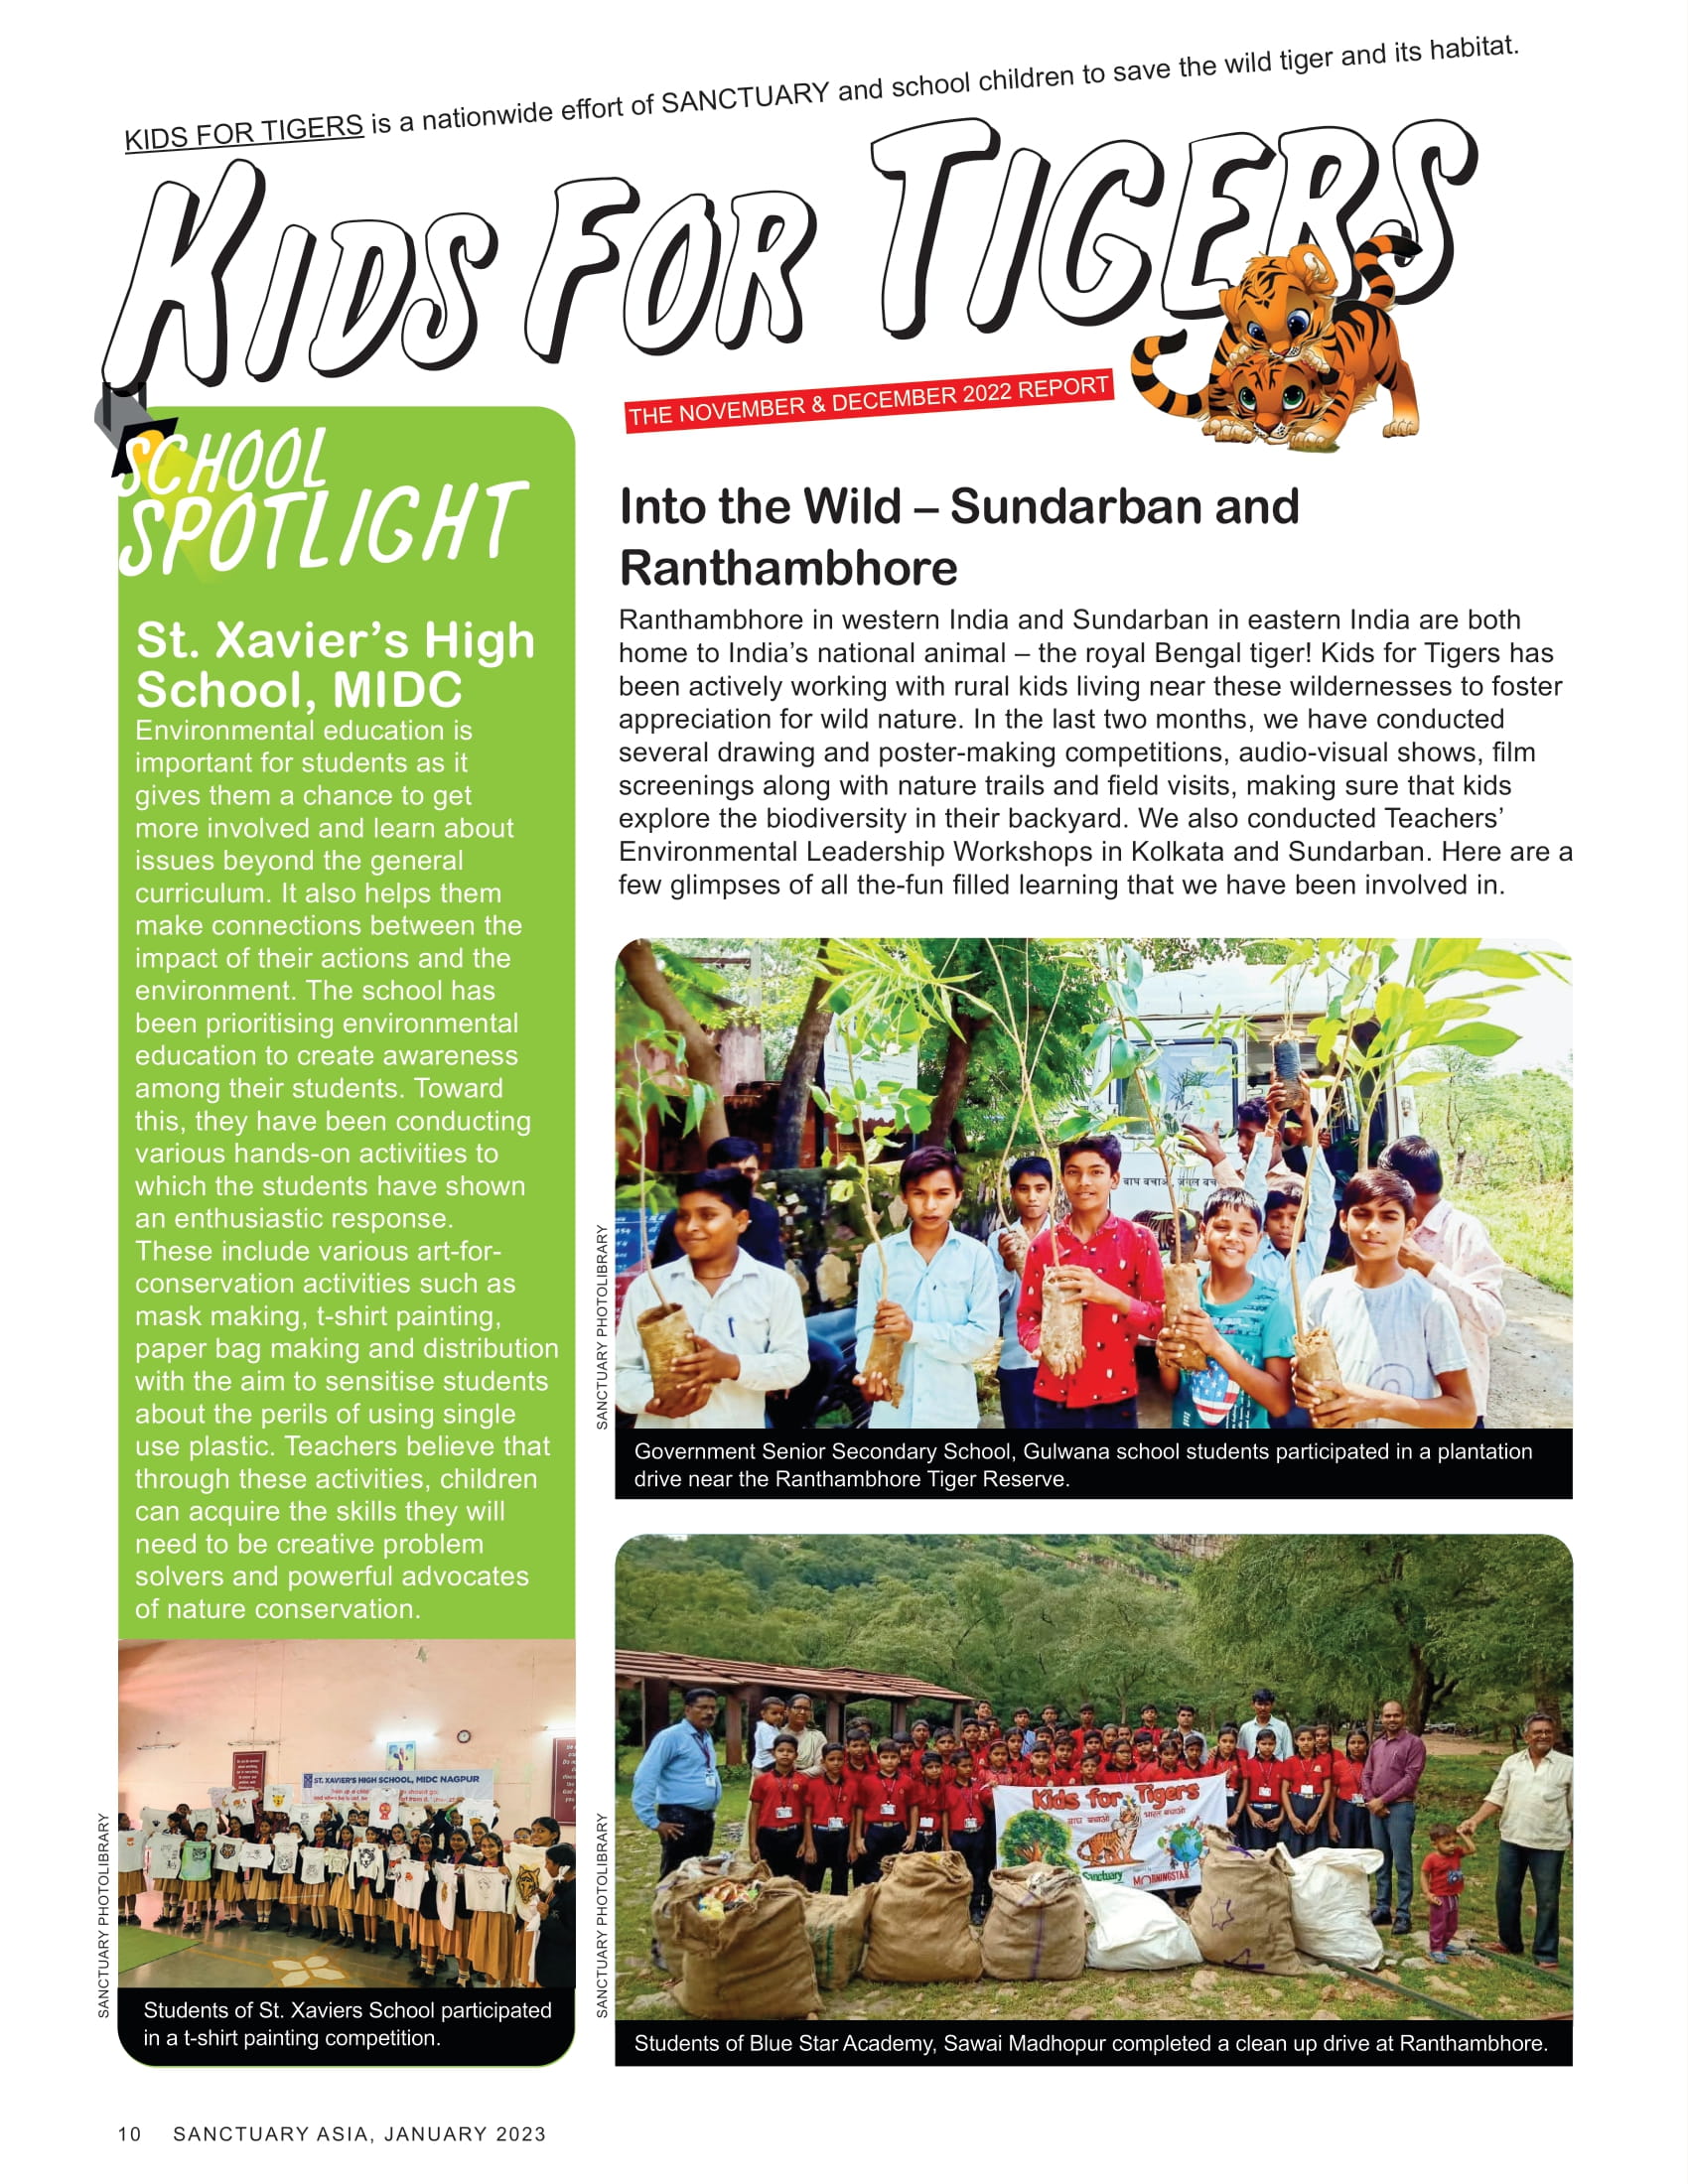 KIDS FOR TIGERS is a nationwide effort of SANCTUARY and school children to save the wild tiger and its habitat.
KIDS FOR TIGERS
THE NOVEMBER & DECEMBER 2022 REPORT
SCHOOL
SPOTLIGHT
St. Xavier’s High
School, MIDC
Environmental education is
important for students as it
gives them a chance to get
more involved and learn about
issues beyond the general
curriculum. It also helps them
make connections between the
impact of their actions and the
environment. The school has
been prioritising environmental
education to create awareness
among their students. Toward
this, they have been conducting
various hands-on activities to
which the students have shown
an enthusiastic response.
These include various art-for-
conservation activities such as
mask making, t-shirt painting,
paper bag making and distribution
with the aim to sensitise students
about the perils of using single
use plastic. Teachers believe that
through these activities, children
can acquire the skills they will
need to be creative problem
solvers and powerful advocates
of nature conservation.
ST. XAVIER'S HIGH SCHOOL, MIDC NAGPUR
SANCTUARY PHOTOLIBRARY
Students of St. Xaviers School participated
in a t-shirt painting competition.
Into the Wild – Sundarban and
Ranthambhore
Ranthambhore in western India and Sundarban in eastern India are both
home to India’s national animal – the royal Bengal tiger! Kids for Tigers has
been actively working with rural kids living near these wildernesses to foster
appreciation for wild nature. In the last two months, we have conducted
several drawing and poster-making competitions, audio-visual shows, film
screenings along with nature trails and field visits, making sure that kids
explore the biodiversity in their backyard. We also conducted Teachers’
Environmental Leadership Workshops in Kolkata and Sundarban. Here are a
few glimpses of all the-fun filled learning that we have been involved in.
बाघ बचाओ, जंगल बच
SANCTUARY PHOTOLIBRARY
Government Senior Secondary School, Gulwana school students participated in a plantation
drive near the Ranthambhore Tiger Reserve.
Kids for Tigers
बाघ बचाओ भारत बचाओ
Sanctuary
MORNINGSTAR
SANCTUARY PHOTOLIBRARY
Students of Blue Star Academy, Sawai Madhopur completed a clean up drive at Ranthambhore.
10 SANCTUARY ASIA, JANUARY 2023